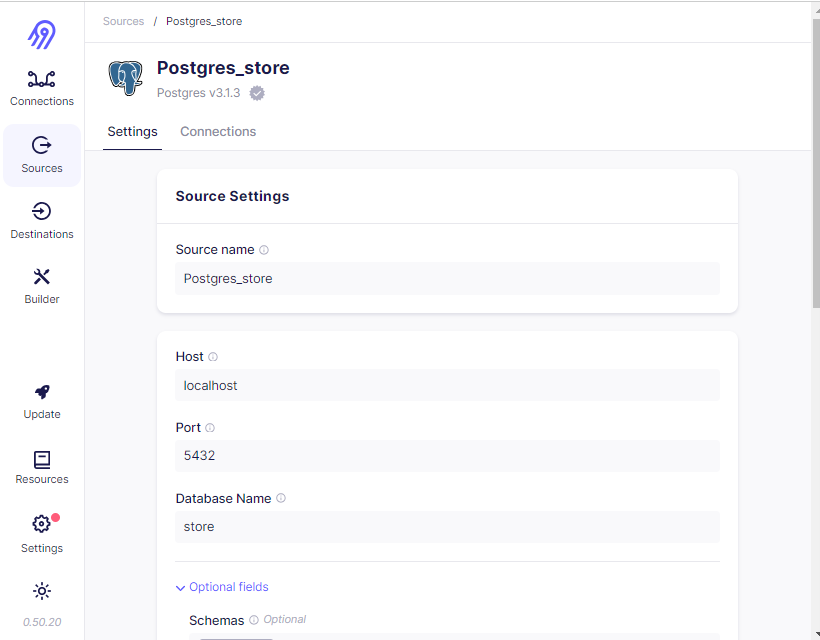 Sources / Postgres_store
Postgres_store
Postgres v3.1.3
Settings Connections
Connections
Sources
Destinations
Builder
Update
Resources
Settings
0.50.20
Source Settings
Source name
Postgres_store
Host
localhost
Port
5432
Database Name
store
Optional fields
Schemas Optional